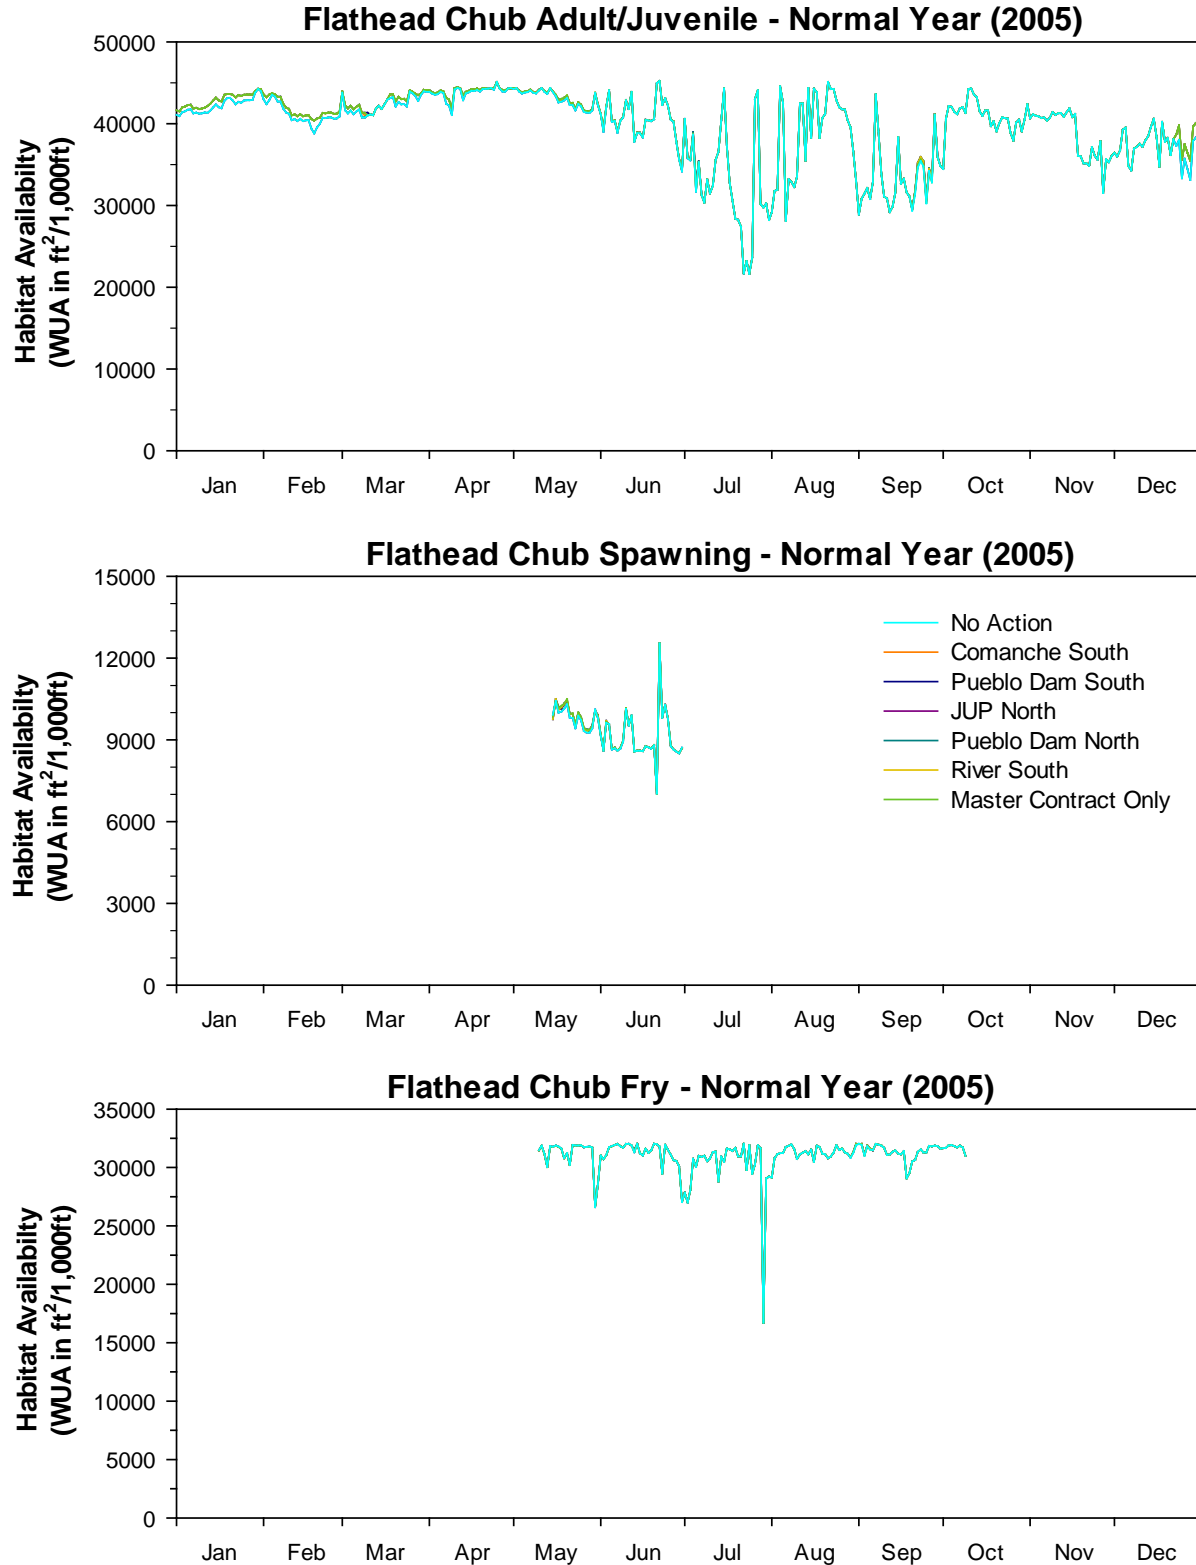 Flathead Chub Adult/Juvenile - Normal Year (2005)
Habitat Availabilty
(WUA in ft²/1,000ft)
50000
40000
30000
20000
10000
0
Jan Feb Mar Apr May Jun Jul Aug Sep Oct Nov Dec
Flathead Chub Spawning - Normal Year (2005)
Habitat Availabilty
(WUA in ft²/1,000ft)
15000
12000
9000
6000
3000
0
No Action
Comanche South
Pueblo Dam South
JUP North
Pueblo Dam North
River South
Master Contract Only
Jan Feb Mar Apr May Jun Jul Aug Sep Oct Nov Dec
Flathead Chub Fry - Normal Year (2005)
Habitat Availabilty
(WUA in ft²/1,000ft)
35000
30000
25000
20000
15000
10000
5000
0
Jan Feb Mar Apr May Jun Jul Aug Sep Oct Nov Dec